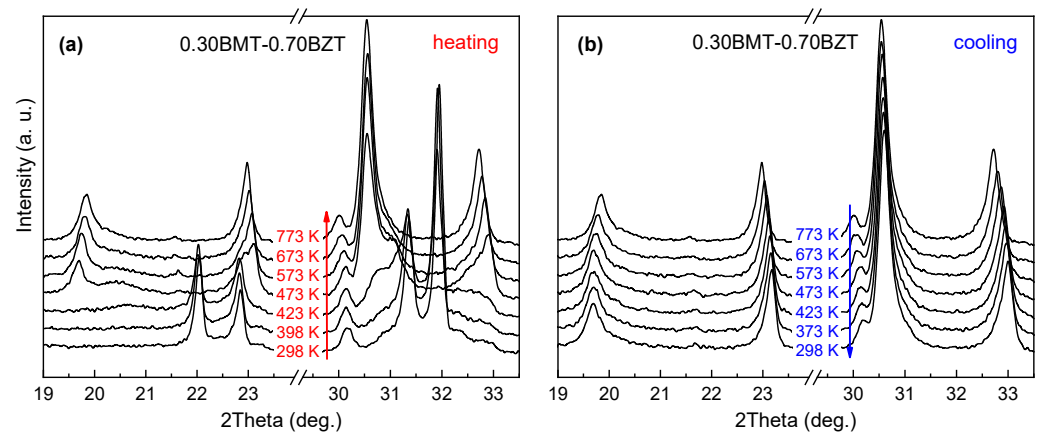 (a)
0.30BMT-0.70BZT
heating
Intensity (a. u.)
773 K
673 K
573 K
473 K
423 K
398 K
298 K
19 20 21 22 23 30 31 32 33
2Theta (deg.)
(b)
0.30BMT-0.70BZT
cooling
773 K
673 K
573 K
473 K
423 K
373 K
298 K
19 20 21 22 23 30 31 32 33
2Theta (deg.)